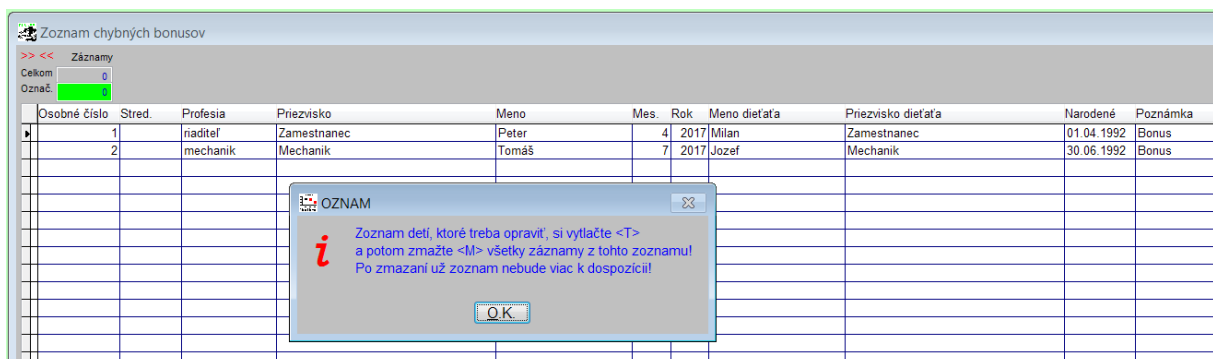 Zoznam chybných bonusov
>> << Záznamy
Celkom 0
Označ. 0
Osobné číslo Stred. Profesia Priezvisko Meno Mes. Rok Meno dieťaťa Priezvisko dieťaťa Narodené Poznámka
1 riaditeľ Zamestnanec Peter 4 2017 Milan Zamestnanec 01.04.1992 Bonus
2 mechanik Mechanik Tomáš 7 2017 Jozef Mechanik 30.06.1992 Bonus
OZNAM
Zoznam detí, ktoré treba opraviť, si vytlačte <T>
a potom zmažte <M> všetky záznamy z tohto zoznamu!
Po zmazaní už zoznam nebude viac k dospozícii!
O.K.